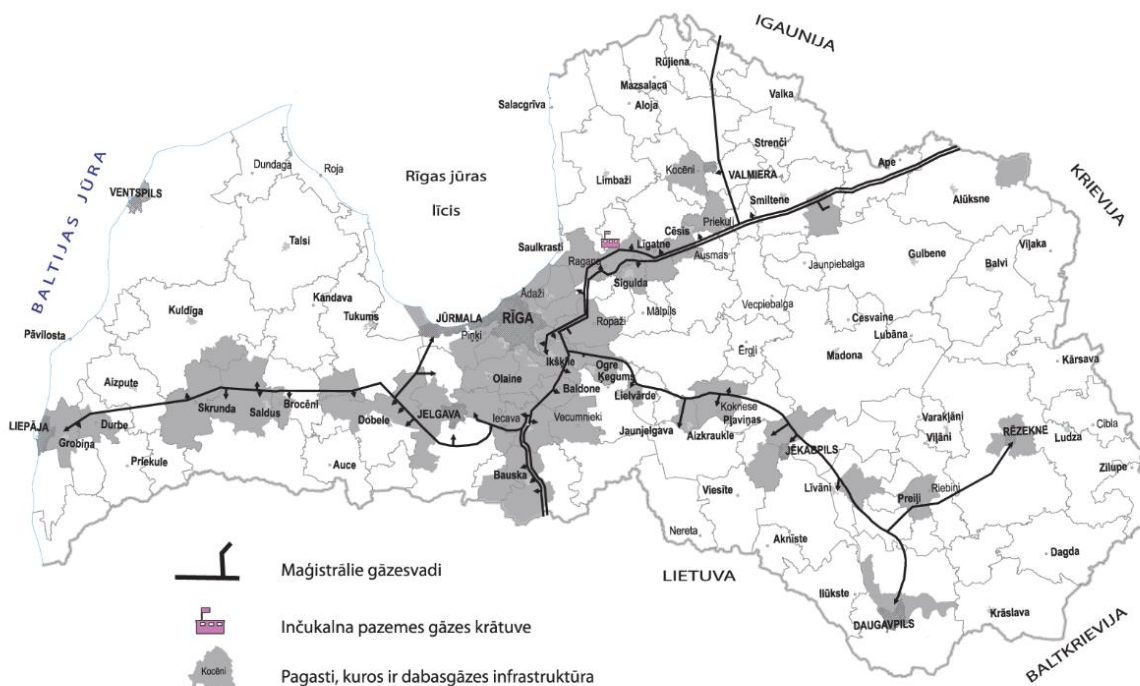 IGAUNIJA
Rūjiena
Mazsalaca
Aloja
Valka
Salacgrīva
Strenči
Ape
KRIEVIJA
BALTIJAS JŪRA
Dundaga
Roja
VENTSPILS
Rīgas jūras
līcis
Kocēni
VALMIERA
Limbaži
Smiltene
Alūksne
Priekuļi
Cēsis
Talsi
Saulkrasti
Līgatne
Ragana
Ausmas
Gulbene
Viļaka
Balvi
Jaunpiebalga
Sigulda
Ādaži
Kuldīga
Kandava
Tukums
JŪRMALA
RĪGA
Piņķi
Ropaži
Mālpils
Vecpiebalga
Cesvaine
Lubāna
Pāvilosta
Ērgļi
Madona
Kārsava
Ikšķile
Ogre
Ķegums
Olaine
Baldone
Lielvārde
Aizpute
Skrunda
Saldus
Brocēni
Dobele
JELGAVA
Iecava
Vecumnieki
Koknese
Pļaviņas
Jaunjelgava
Aizkraukle
Varakļāni
Viļāni
RĒZEKNE
Ludza
Cibla
Zilupe
LIEPĀJA
Grobiņa
Durbe
Priekule
Auce
Bauska
JĒKABPILS
Viesīte
Līvāni
Preiļi
Riebiņi
Nereta
Aknīste
Dagda
LIETUVA
Ilūkste
DAUGAVPILS
Krāslava
BALTKRIEVIJA
Maģistrālie gāzesvadi
Inčukalna pazemes gāzes krātuve
Kocēni
Pagasti, kuros ir dabasgāzes infrastruktūra